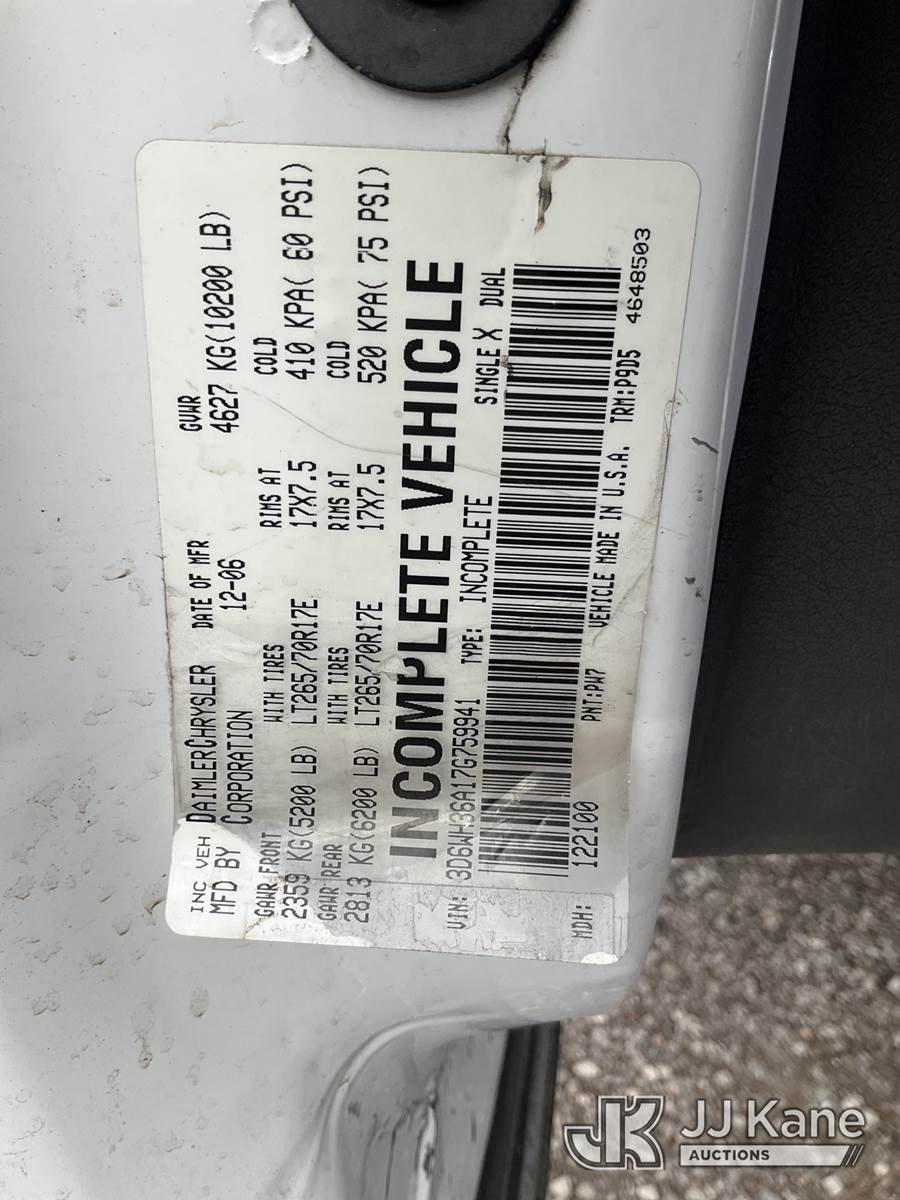 INC VEH DAIMLERCHRYSLER DATE OF MFR GVWR
MFD BY CORPORATION 12-06 4627 KG(10200 LB)
GAWR FRONT WITH TIRES RIMS AT COLD
2359 KG(5200 LB) LT265/70R17E 17X7.5 410 KPA( 60 PSI)
GAWR REAR WITH TIRES RIMS AT COLD
2813 KG(6200 LB) LT265/70R17E 17X7.5 520 KPA( 75 PSI)
INCOMPLETE VEHICLE
VIN: 3D6WH36A17G759941 TYPE: INCOMPLETE SINGLE X DUAL
MDH: 122100 PNT:PW7 VEHICLE MADE IN U.S.A. TRM:P9D5
4648503
JK JJ Kane
AUCTIONS